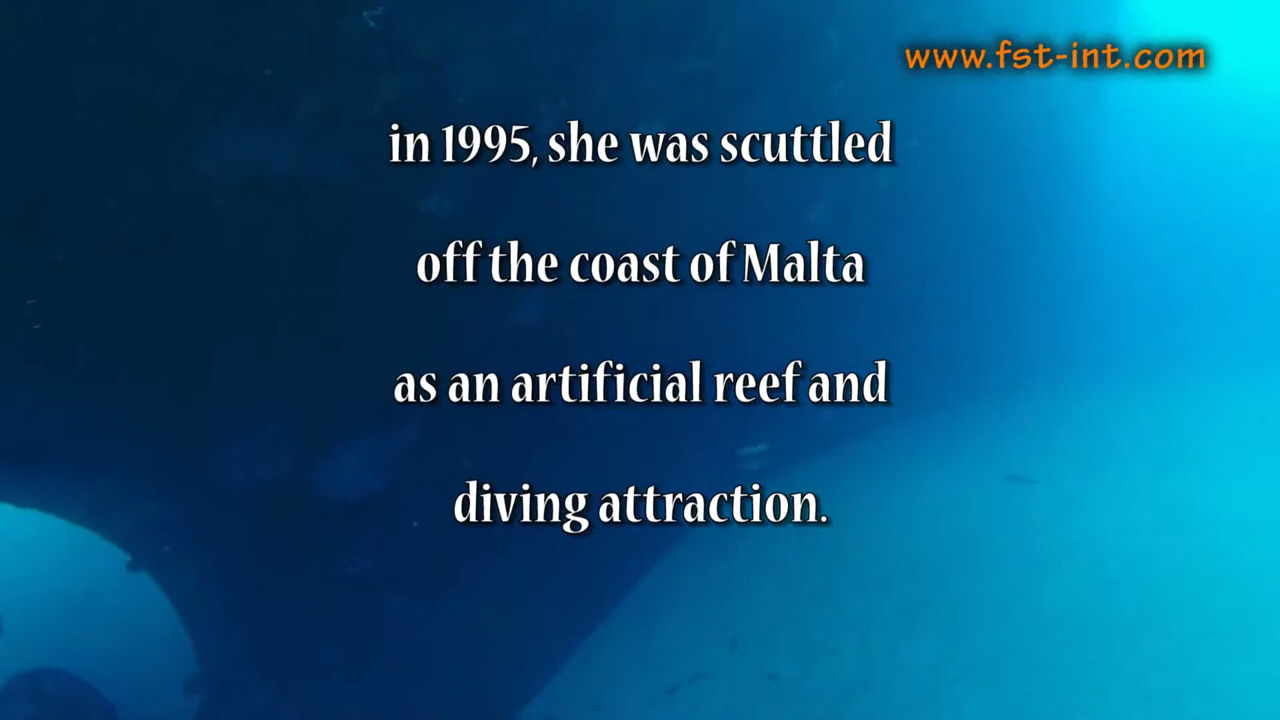 www.fst-int.com
in 1995, she was scuttled
off the coast of Malta
as an artificial reef and
diving attraction.